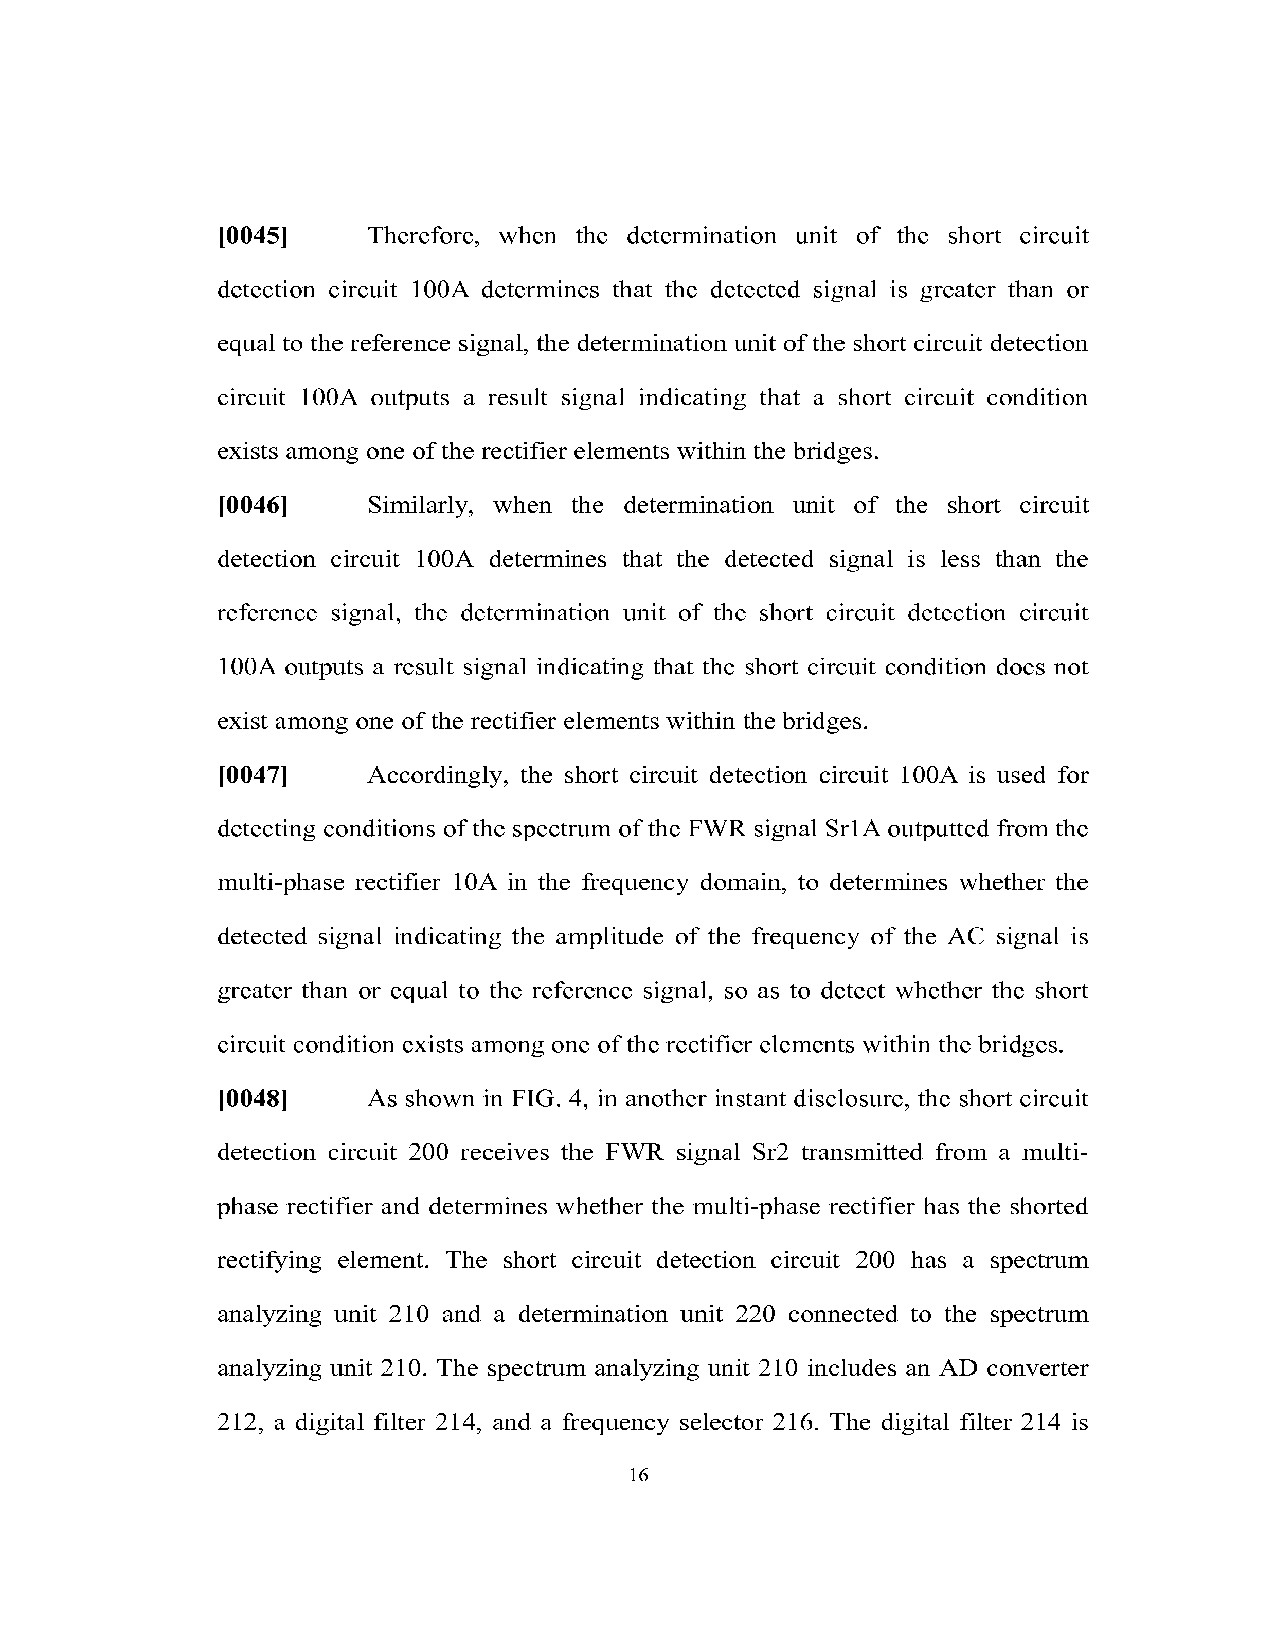 [0045] Therefore, when the determination unit of the short circuit
detection circuit 100A determines that the detected signal is greater than or
equal to the reference signal, the determination unit of the short circuit detection
circuit 100A outputs a result signal indicating that a short circuit condition
exists among one of the rectifier elements within the bridges.
[0046] Similarly, when the determination unit of the short circuit
detection circuit 100A determines that the detected signal is less than the
reference signal, the determination unit of the short circuit detection circuit
100A outputs a result signal indicating that the short circuit condition does not
exist among one of the rectifier elements within the bridges.
[0047] Accordingly, the short circuit detection circuit 100A is used for
detecting conditions of the spectrum of the FWR signal Sr1A outputted from the
multi-phase rectifier 10A in the frequency domain, to determines whether the
detected signal indicating the amplitude of the frequency of the AC signal is
greater than or equal to the reference signal, so as to detect whether the short
circuit condition exists among one of the rectifier elements within the bridges.
[0048] As shown in FIG. 4, in another instant disclosure, the short circuit
detection circuit 200 receives the FWR signal Sr2 transmitted from a multi-
phase rectifier and determines whether the multi-phase rectifier has the shorted
rectifying element. The short circuit detection circuit 200 has a spectrum
analyzing unit 210 and a determination unit 220 connected to the spectrum
analyzing unit 210. The spectrum analyzing unit 210 includes an AD converter
212, a digital filter 214, and a frequency selector 216. The digital filter 214 is
16